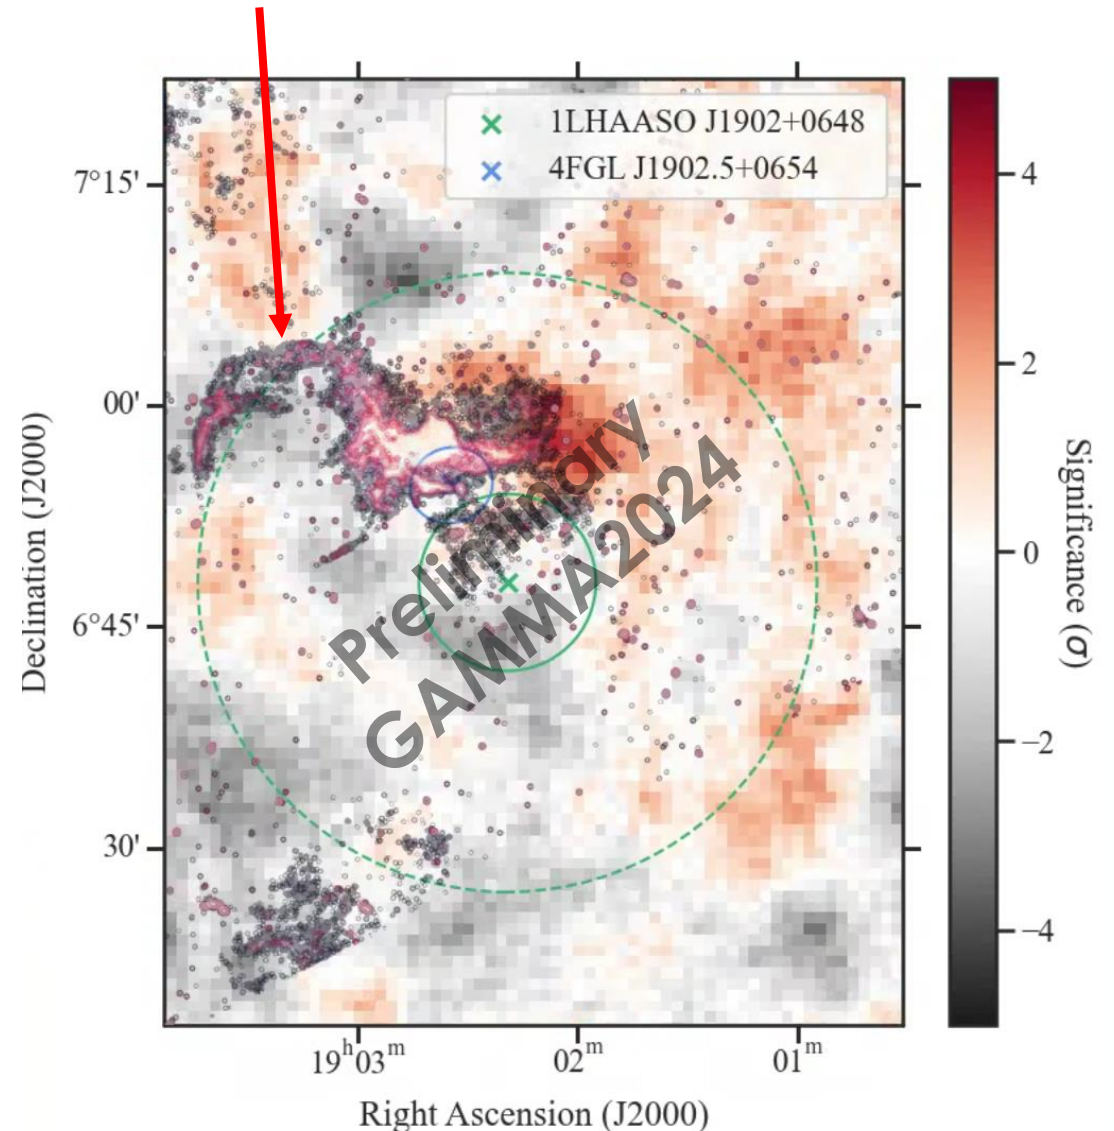 1LHAASO J1902+0648
4FGL J1902.5+0654
7°15'
00'
6°45'
30'
Declination (J2000)
19ʰ03ᵐ
02ᵐ
01ᵐ
Right Ascension (J2000)
4
2
0
−2
−4
Significance (σ)
Preliminary
GAMMA2024